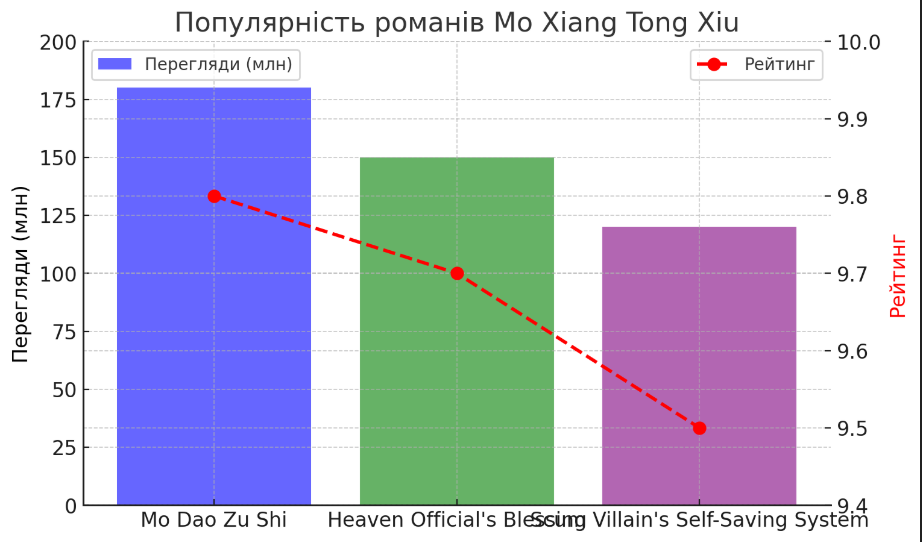 Популярність романів Mo Xiang Tong Xiu
Перегляди (млн)
Рейтинг
Перегляди (млн)
200
175
150
125
100
75
50
25
0
10.0
9.9
9.8
9.7
9.6
9.5
9.4
Рейтинг
Mo Dao Zu Shi
Heaven Official's Blessing
Scum Villain's Self-Saving System